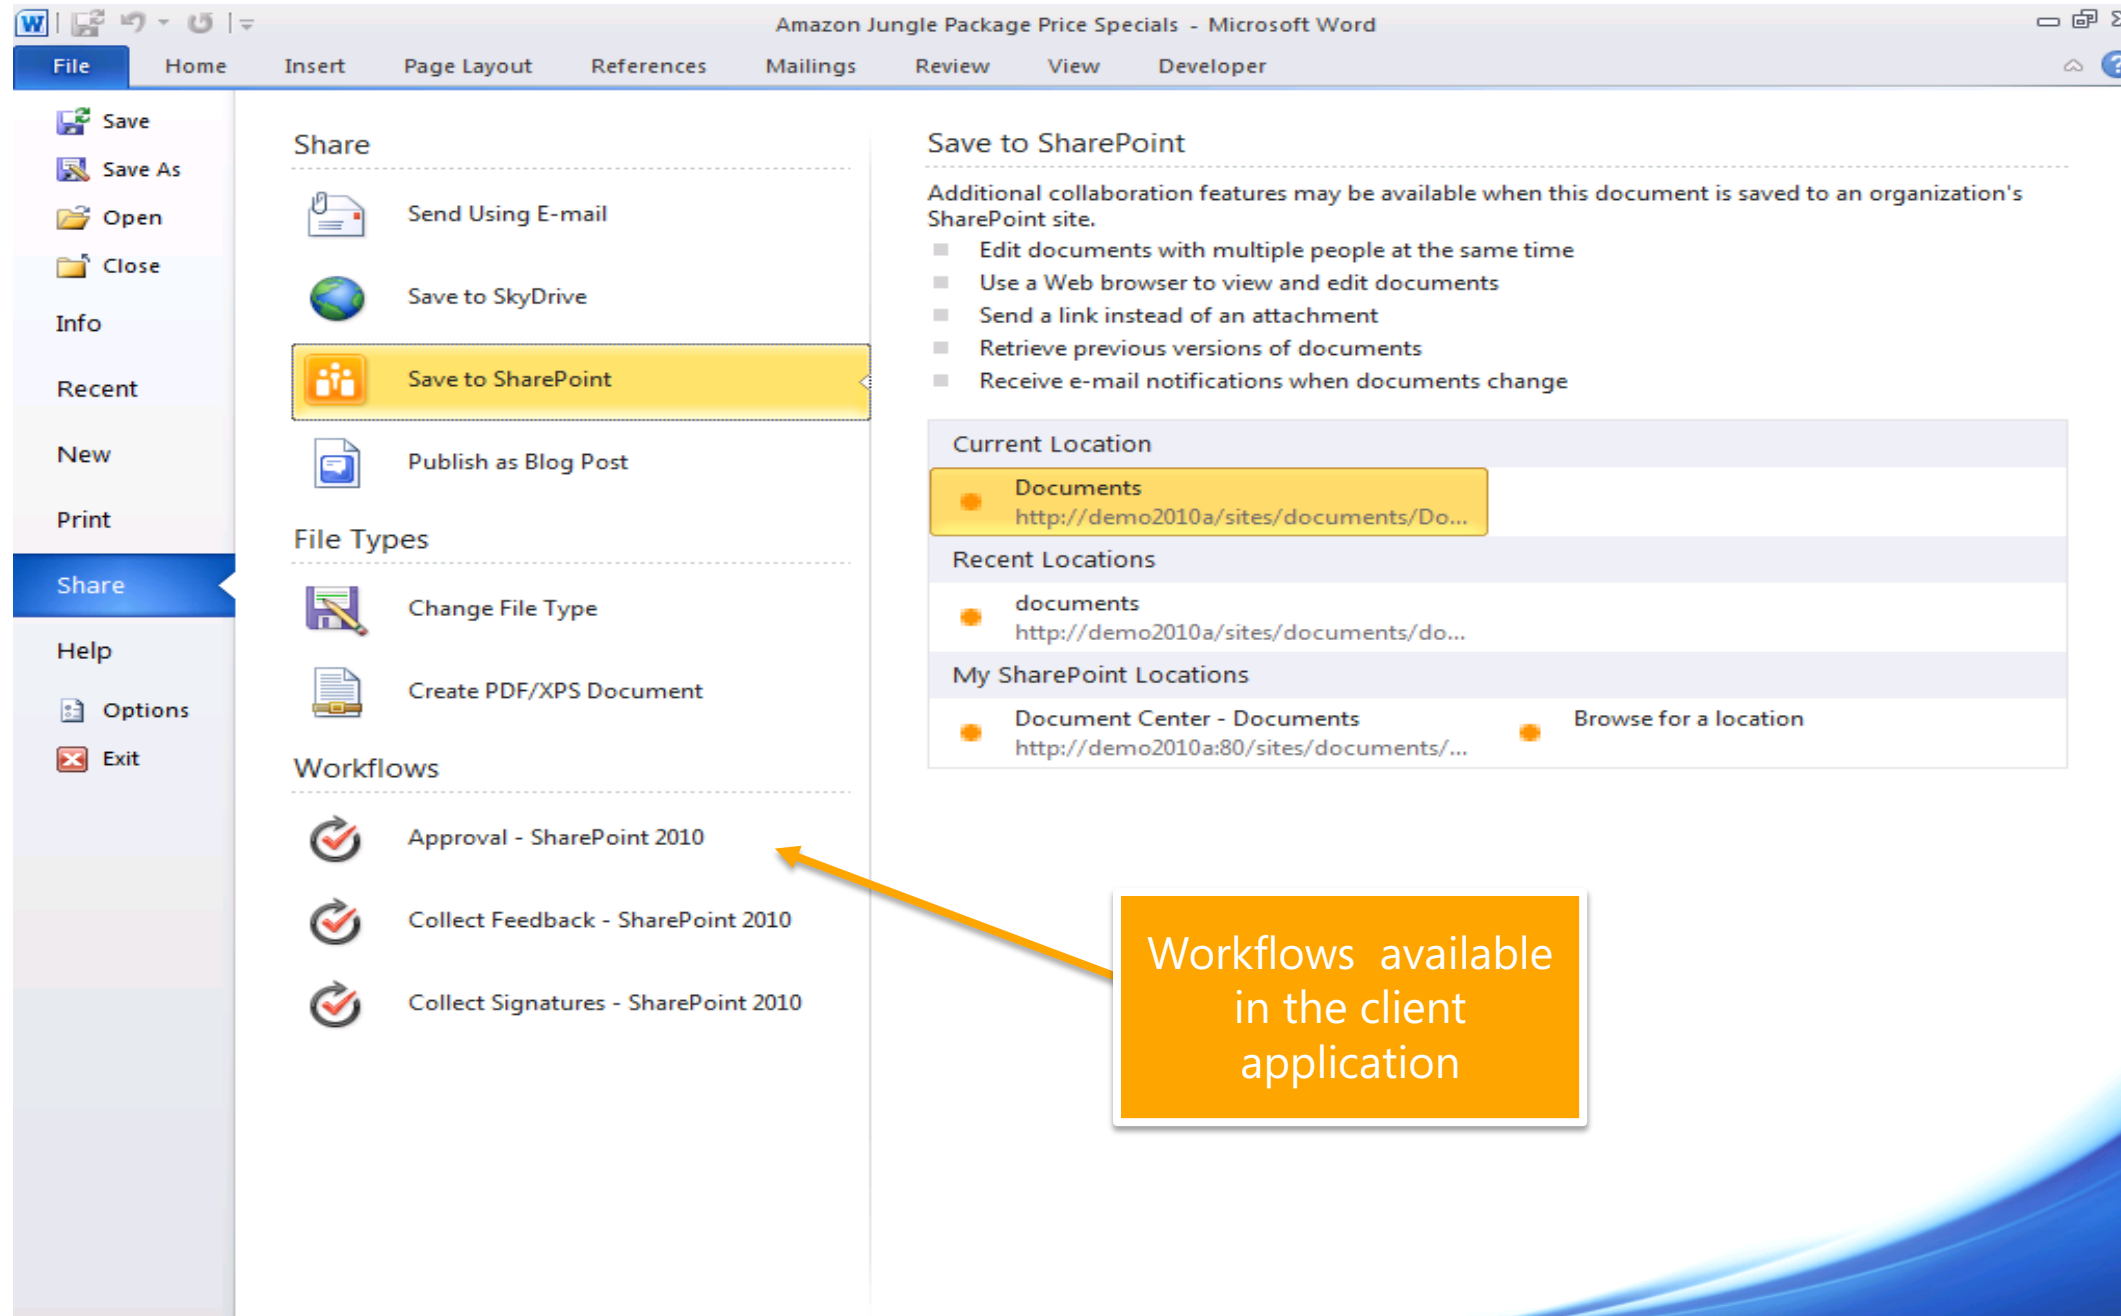 W
Amazon Jungle Package Price Specials - Microsoft Word
File Home Insert Page Layout References Mailings Review View Developer
?
Save
Save As
Open
Close
Info
Recent
New
Print
Share
Help
Options
Exit
Share
Send Using E-mail
Save to SkyDrive
Save to SharePoint
Publish as Blog Post
File Types
Change File Type
Create PDF/XPS Document
Workflows
Approval - SharePoint 2010
Collect Feedback - SharePoint 2010
Collect Signatures - SharePoint 2010
Save to SharePoint
Additional collaboration features may be available when this document is saved to an organization's
SharePoint site.
Edit documents with multiple people at the same time
Use a Web browser to view and edit documents
Send a link instead of an attachment
Retrieve previous versions of documents
Receive e-mail notifications when documents change
Current Location
Documents
http://demo2010a/sites/documents/Do...
Recent Locations
documents
http://demo2010a/sites/documents/do...
My SharePoint Locations
Document Center - Documents
http://demo2010a:80/sites/documents/...
Browse for a location
Workflows available
in the client
application